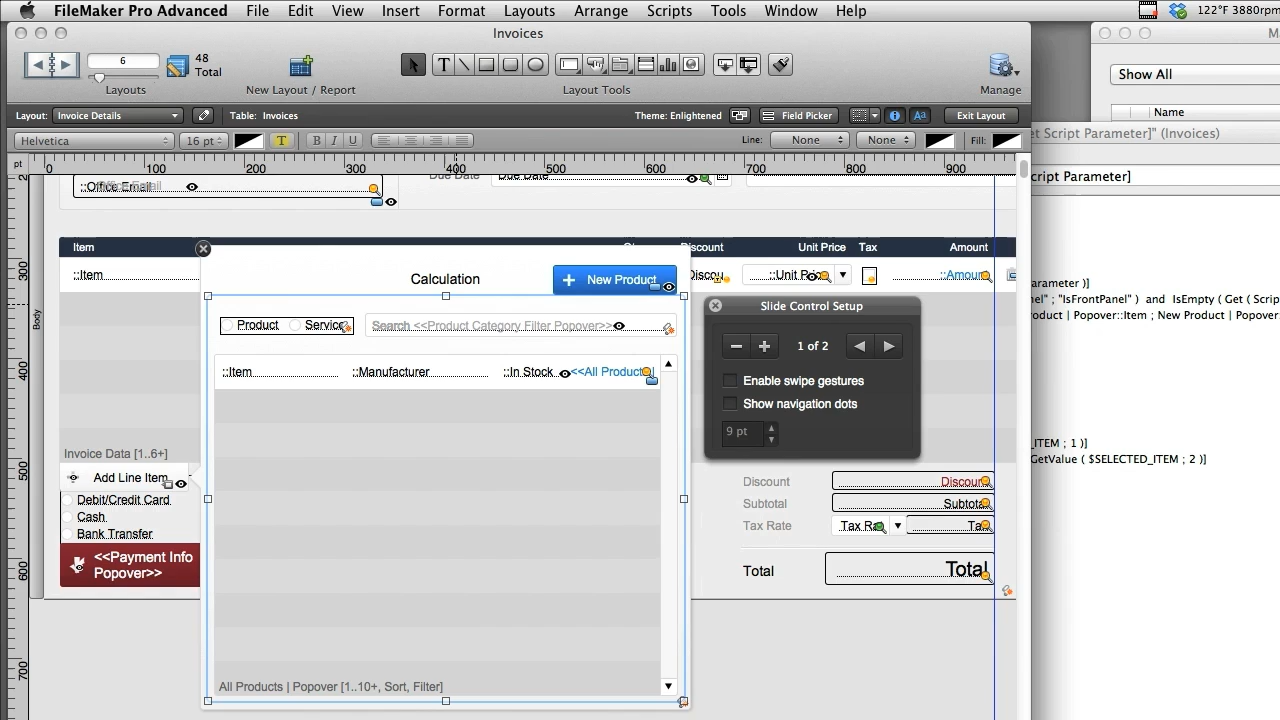 FileMaker Pro Advanced File Edit View Insert Format Layouts Arrange Scripts Tools Window Help 122°F 3880rpm
Invoices
6
48
Total
Layouts
New Layout / Report
Layout Tools
Manage
Show All
Layout: Invoice Details Table: Invoices Theme: Enlightened Field Picker Aa Exit Layout
Name
Helvetica 16 pt T B I U Line: None None Fill:
et Script Parameter]" (Invoices)
pt 0 100 200 300 400 500 600 700 800 900
cript Parameter]
::Office Email
Due Date Due Date
Item Discount Unit Price Tax Amount
::Item Discou ::Unit Price ::Amoun
Calculation
New Product
arameter )]
" ; "IsFrontPanel" ) and IsEmpty ( Get ( Scrip
roduct | Popover::Item ; New Product | Popover:
Slide Control Setup
1 of 2
Enable swipe gestures
Show navigation dots
9 pt
Product Service
Search <<Product Category Filter Popover>>
::Item ::Manufacturer ::In Stock <<All Product
300
400
500
600
700
Body
Invoice Data [1..6+]
Add Line Item
Debit/Credit Card
Cash
Bank Transfer
<<Payment Info
Popover>>
_ITEM ; 1 )]
GetValue ( $SELECTED_ITEM ; 2 )]
Discount Discoun
Subtotal Subtota
Tax Rate Tax Ra Ta
Total Total
All Products | Popover [1..10+, Sort, Filter]